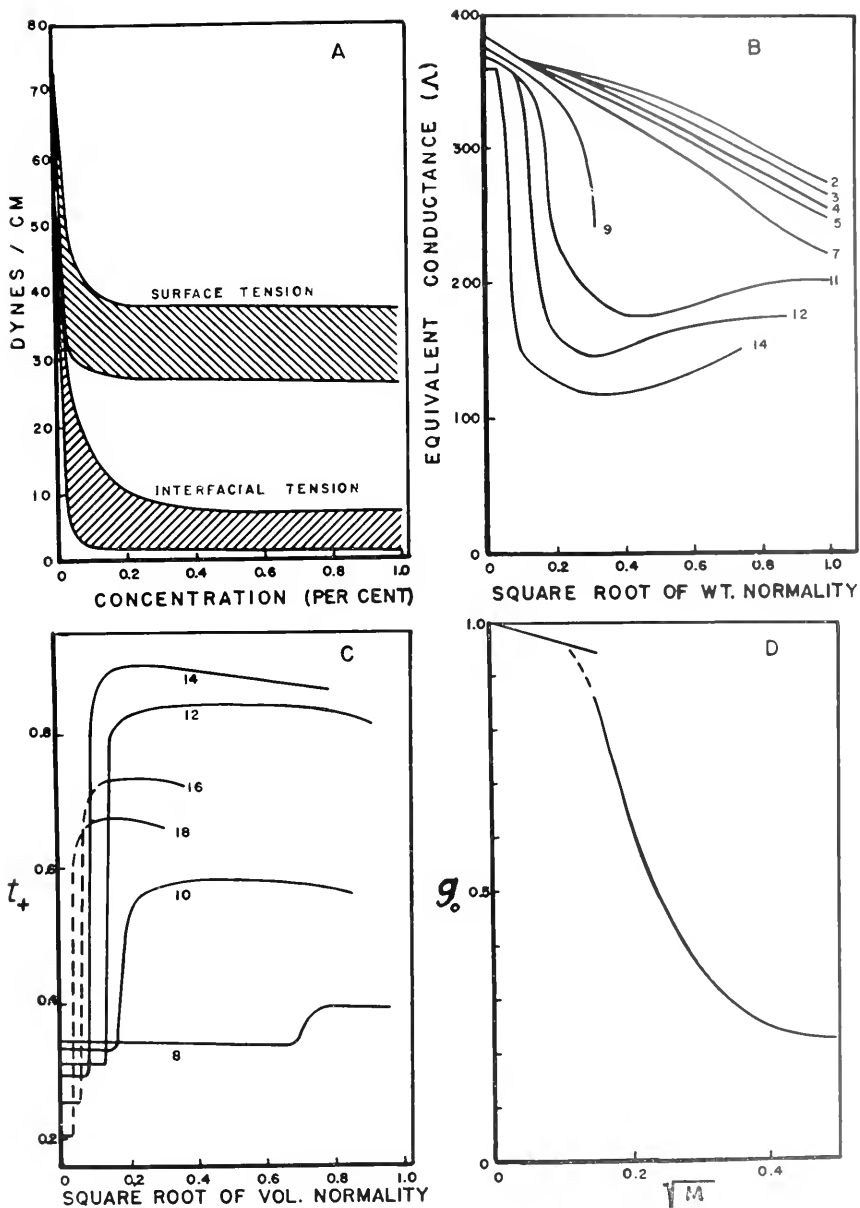 A
DYNES / CM
80
70
60
50
40
30
20
10
0
SURFACE TENSION
INTERFACIAL TENSION
0 0.2 0.4 0.6 0.8 1.0
CONCENTRATION (PER CENT)
B
EQUIVALENT CONDUCTANCE (Λ)
400
300
200
100
0
2
3
4
5
7
9
11
12
14
0 0.2 0.4 0.6 0.8 1.0
SQUARE ROOT OF WT. NORMALITY
C
t+
0.8
0.6
0.4
0.2
14
12
16
18
10
8
0 0.2 0.4 0.6 0.8 1.0
SQUARE ROOT OF VOL. NORMALITY
D
g₀
1.0
0.5
0
0 0.2 0.4
√M